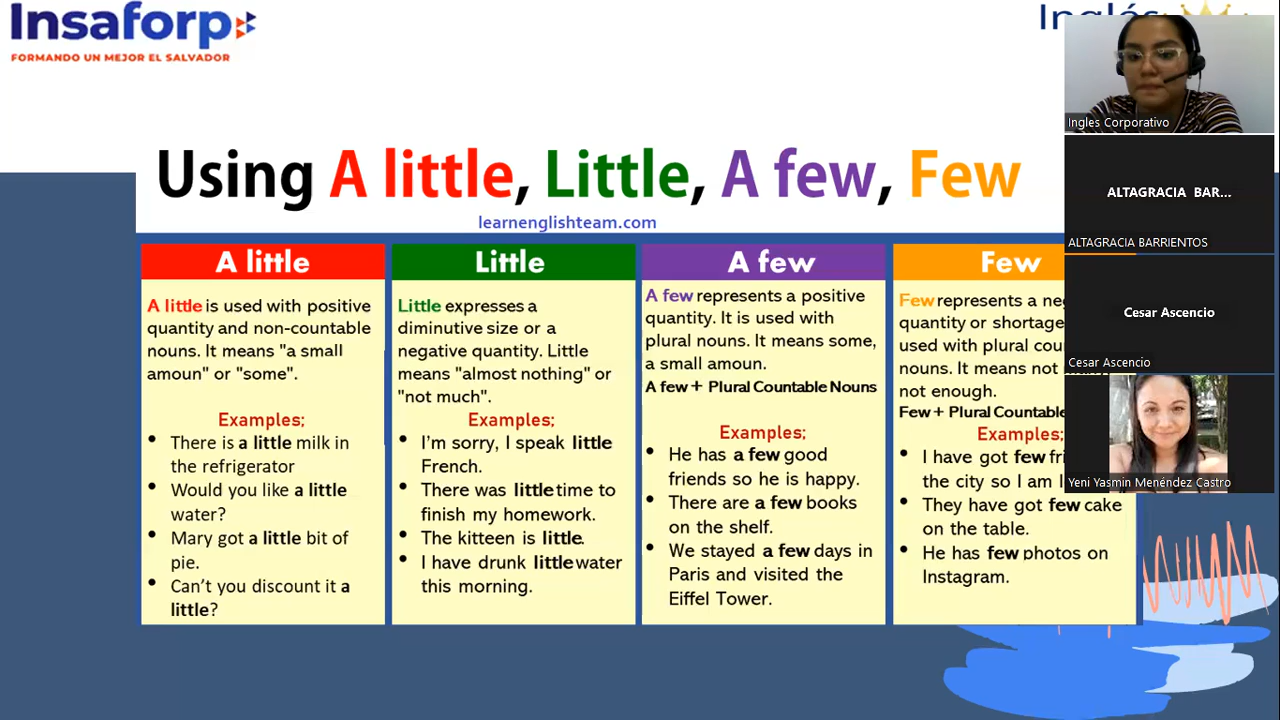 Insaforp
FORMANDO UN MEJOR EL SALVADOR
Inglés
Using A little, Little, A few, Few
learnenglishteam.com
A little
A little is used with positive
quantity and non-countable
nouns. It means "a small
amoun" or "some".
Examples;
• There is a little milk in
the refrigerator
• Would you like a little
water?
• Mary got a little bit of
pie.
• Can't you discount it a
little?
Little
Little expresses a
diminutive size or a
negative quantity. Little
means "almost nothing" or
"not much".
Examples;
• I'm sorry, I speak little
French.
• There was little time to
finish my homework.
• The kitteen is little.
• I have drunk little water
this morning.
A few
A few represents a positive
quantity. It is used with
plural nouns. It means some,
a small amoun.
A few + Plural Countable Nouns
Examples;
• He has a few good
friends so he is happy.
• There are a few books
on the shelf.
• We stayed a few days in
Paris and visited the
Eiffel Tower.
Few
Few represents a
quantity or shortage
used with plural
nouns. It means not
not enough.
Few + Plural Countable
Examples;
• I have got few
the city so I am
• They have got few cake
on the table.
• He has few photos on
Instagram.
Ingles Corporativo
ALTAGRACIA BAR...
ALTAGRACIA BARRIENTOS
Cesar Ascencio
Cesar Ascencio
Yeni Yasmin Menéndez Castro